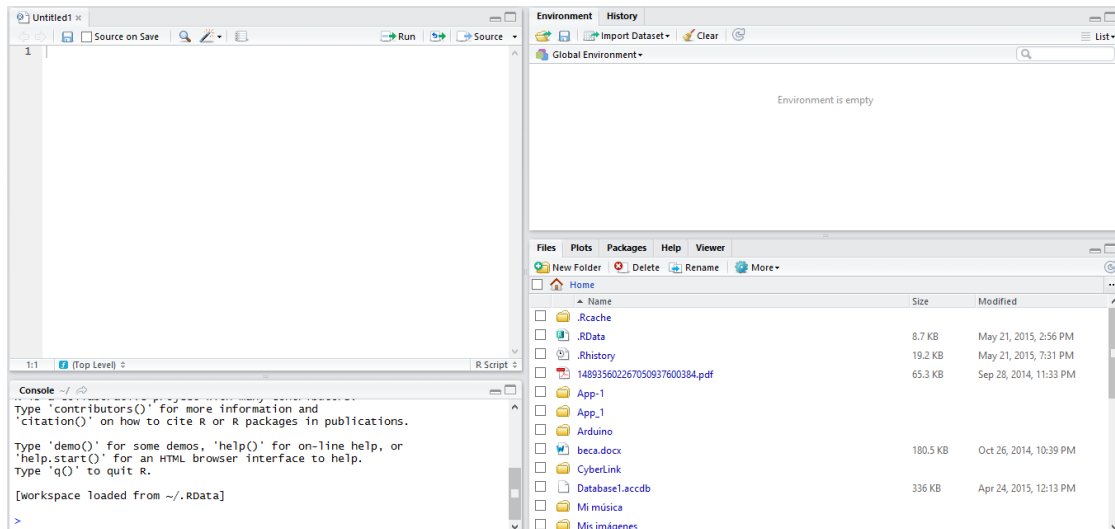 Untitled1 ×
Source on Save
Run
Source
1
1:1
(Top Level)
R Script
Console ~/
Type 'contributors()' for more information and
'citation()' on how to cite R or R packages in publications.
Type 'demo()' for some demos, 'help()' for on-line help, or
'help.start()' for an HTML browser interface to help.
Type 'q()' to quit R.
[Workspace loaded from ~/.RData]
>
Environment History
Import Dataset Clear List
Global Environment
Environment is empty
Files Plots Packages Help Viewer
New Folder Delete Rename More
Home
Name Size Modified
.Rcache
.RData 8.7 KB May 21, 2015, 2:56 PM
.Rhistory 19.2 KB May 21, 2015, 7:31 PM
148935602267050937600384.pdf 65.3 KB Sep 28, 2014, 11:33 PM
App-1
App_1
Arduino
beca.docx 180.5 KB Oct 26, 2014, 10:39 PM
CyberLink
Database1.accdb 336 KB Apr 24, 2015, 12:13 PM
Mi música
Mis imágenes